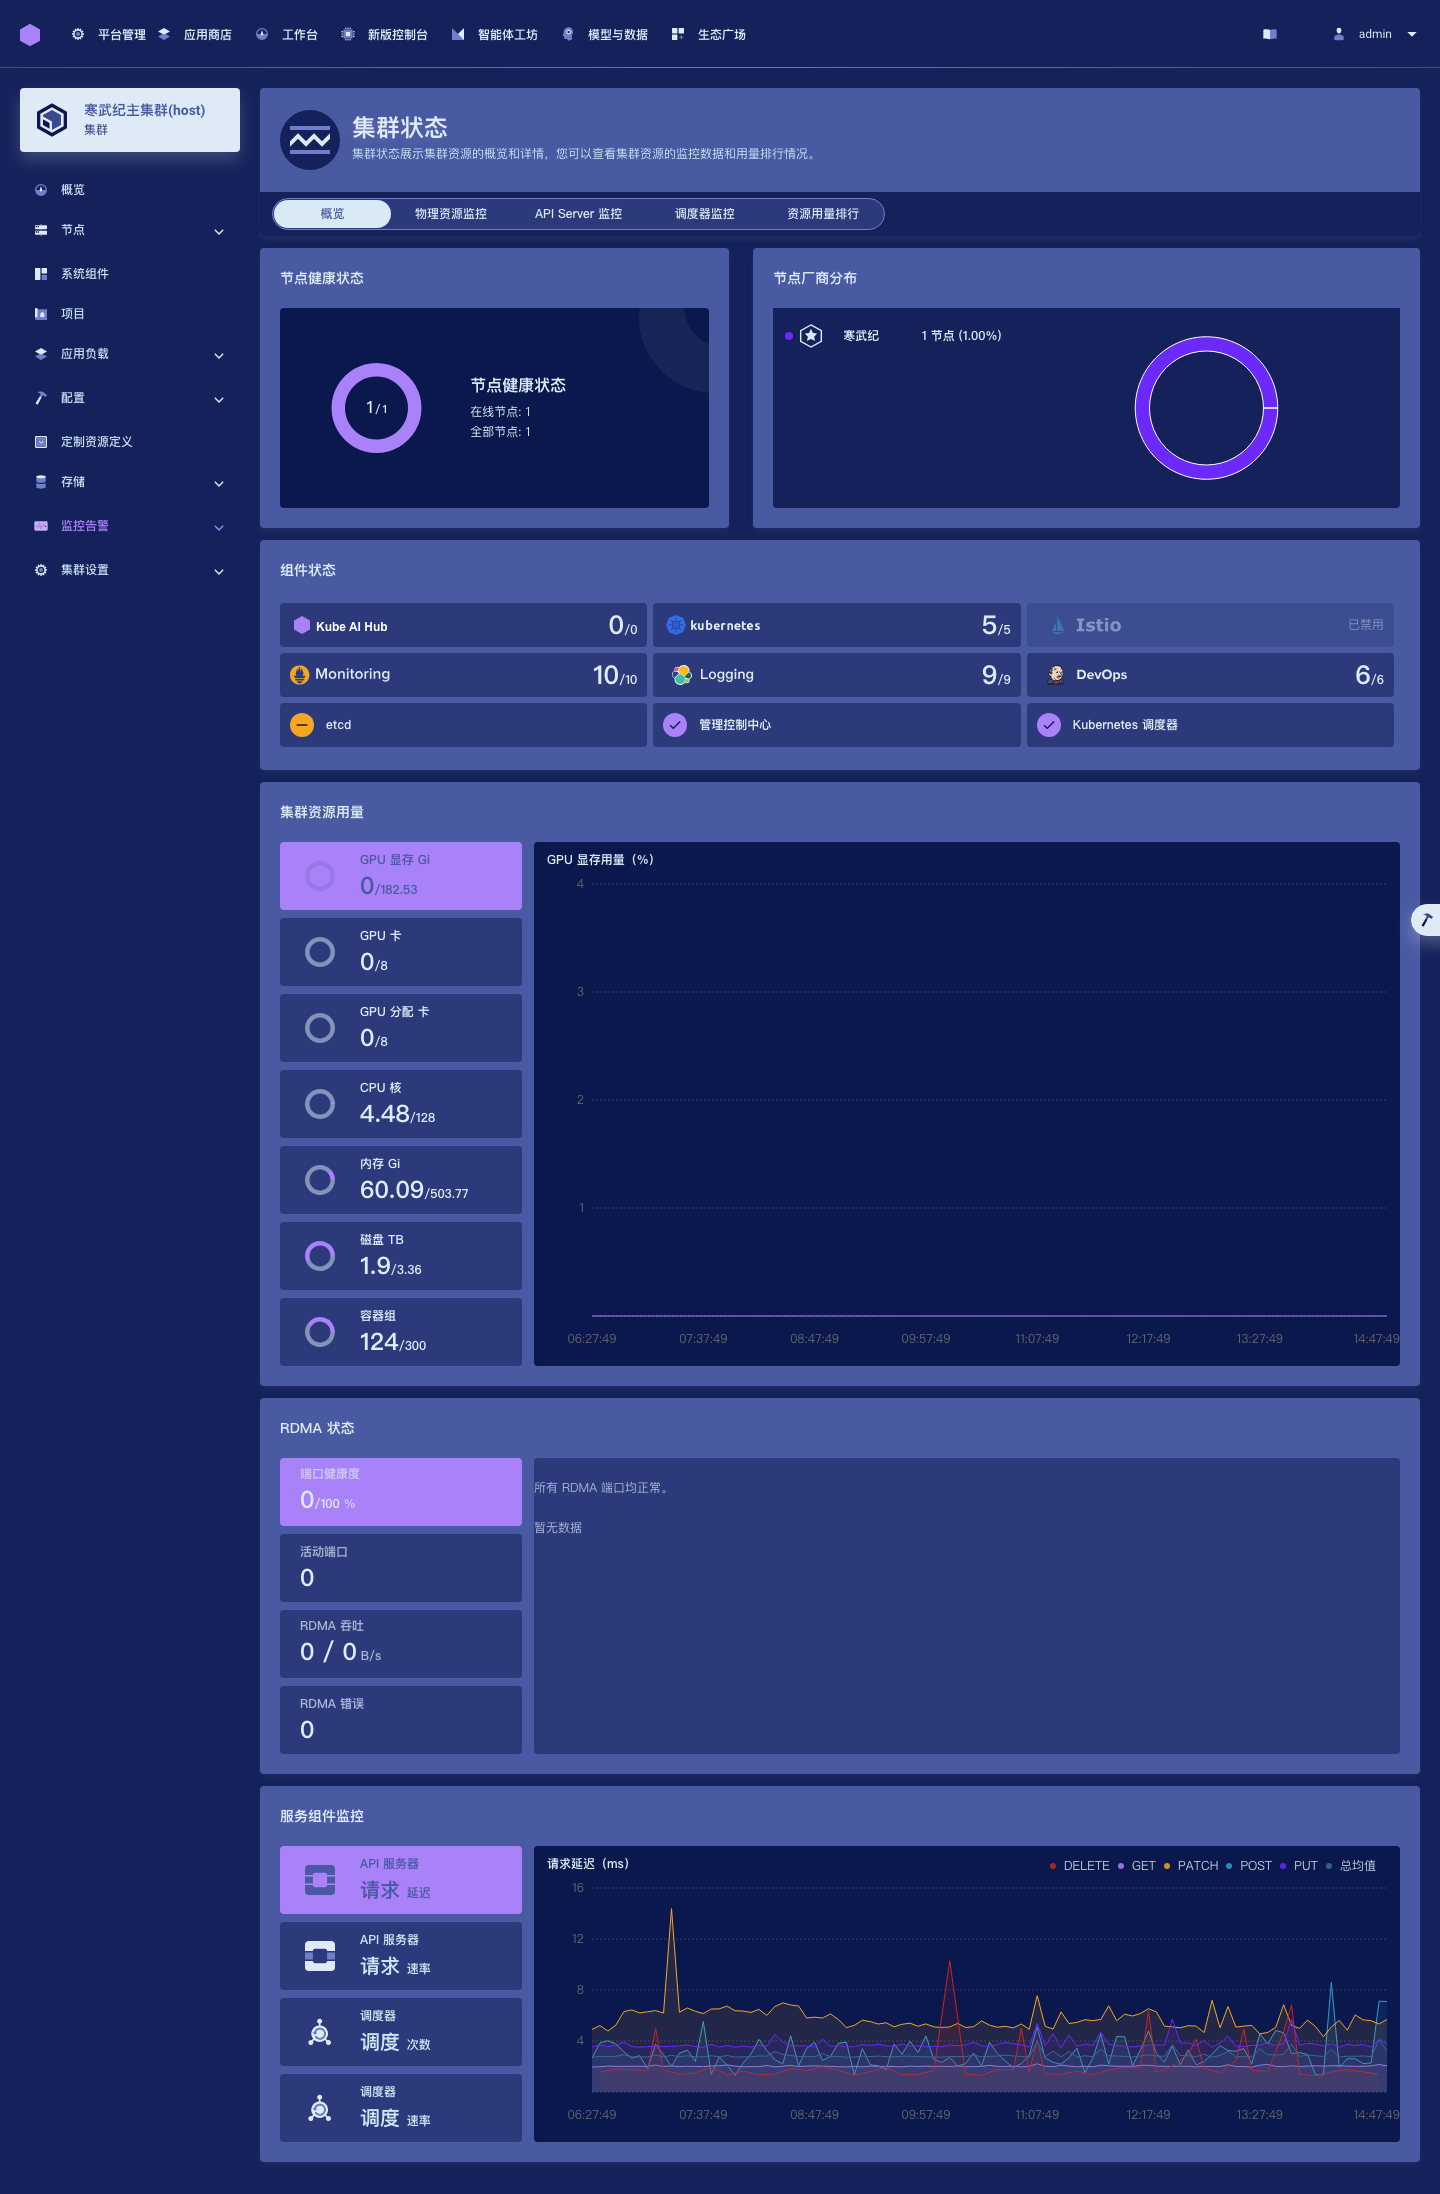 平台管理 应用商店 工作台 新版控制台 智能体工坊 模型与数据 生态广场 admin
寒武纪主集群(host)
集群
概览
节点
系统组件
项目
应用负载
配置
定制资源定义
存储
监控告警
集群设置
集群状态
集群状态展示集群资源的概览和详情，您可以查看集群资源的监控数据和用量排行情况。
概览 物理资源监控 API Server 监控 调度器监控 资源用量排行
节点健康状态
1/1
节点健康状态
在线节点: 1
全部节点: 1
节点厂商分布
寒武纪 1 节点 (1.00%)
组件状态
Kube AI Hub 0/0
kubernetes 5/5
Istio 已禁用
Monitoring 10/10
Logging 9/9
DevOps 6/6
etcd
管理控制中心
Kubernetes 调度器
集群资源用量
GPU 显存 Gi
0/182.53
GPU 卡
0/8
GPU 分配 卡
0/8
CPU 核
4.48/128
内存 Gi
60.09/503.77
磁盘 TB
1.9/3.36
容器组
124/300
GPU 显存用量（%）
4
3
2
1
06:27:49 07:37:49 08:47:49 09:57:49 11:07:49 12:17:49 13:27:49 14:47:49
RDMA 状态
端口健康度
0/100 %
活动端口
0
RDMA 吞吐
0 / 0 B/s
RDMA 错误
0
所有 RDMA 端口均正常。
暂无数据
服务组件监控
API 服务器
请求 延迟
API 服务器
请求 速率
调度器
调度 次数
调度器
调度 速率
请求延迟（ms）
DELETE GET PATCH POST PUT 总均值
16
12
8
4
06:27:49 07:37:49 08:47:49 09:57:49 11:07:49 12:17:49 13:27:49 14:47:49